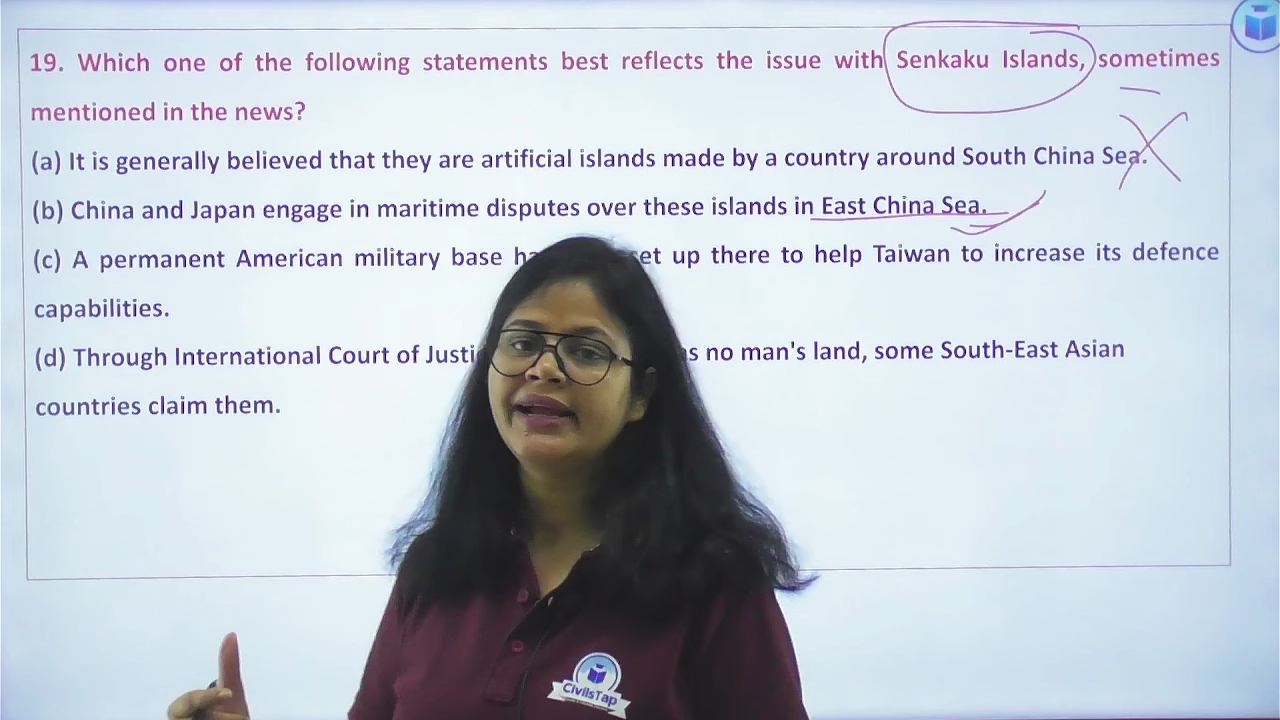 19. Which one of the following statements best reflects the issue with Senkaku Islands, sometimes
mentioned in the news?
(a) It is generally believed that they are artificial islands made by a country around South China Sea.
(b) China and Japan engage in maritime disputes over these islands in East China Sea.
(c) A permanent American military base set up there to help Taiwan to increase its defence
capabilities.
(d) Through International Court of no man's land, some South-East Asian
countries claim them.
CivilsTap